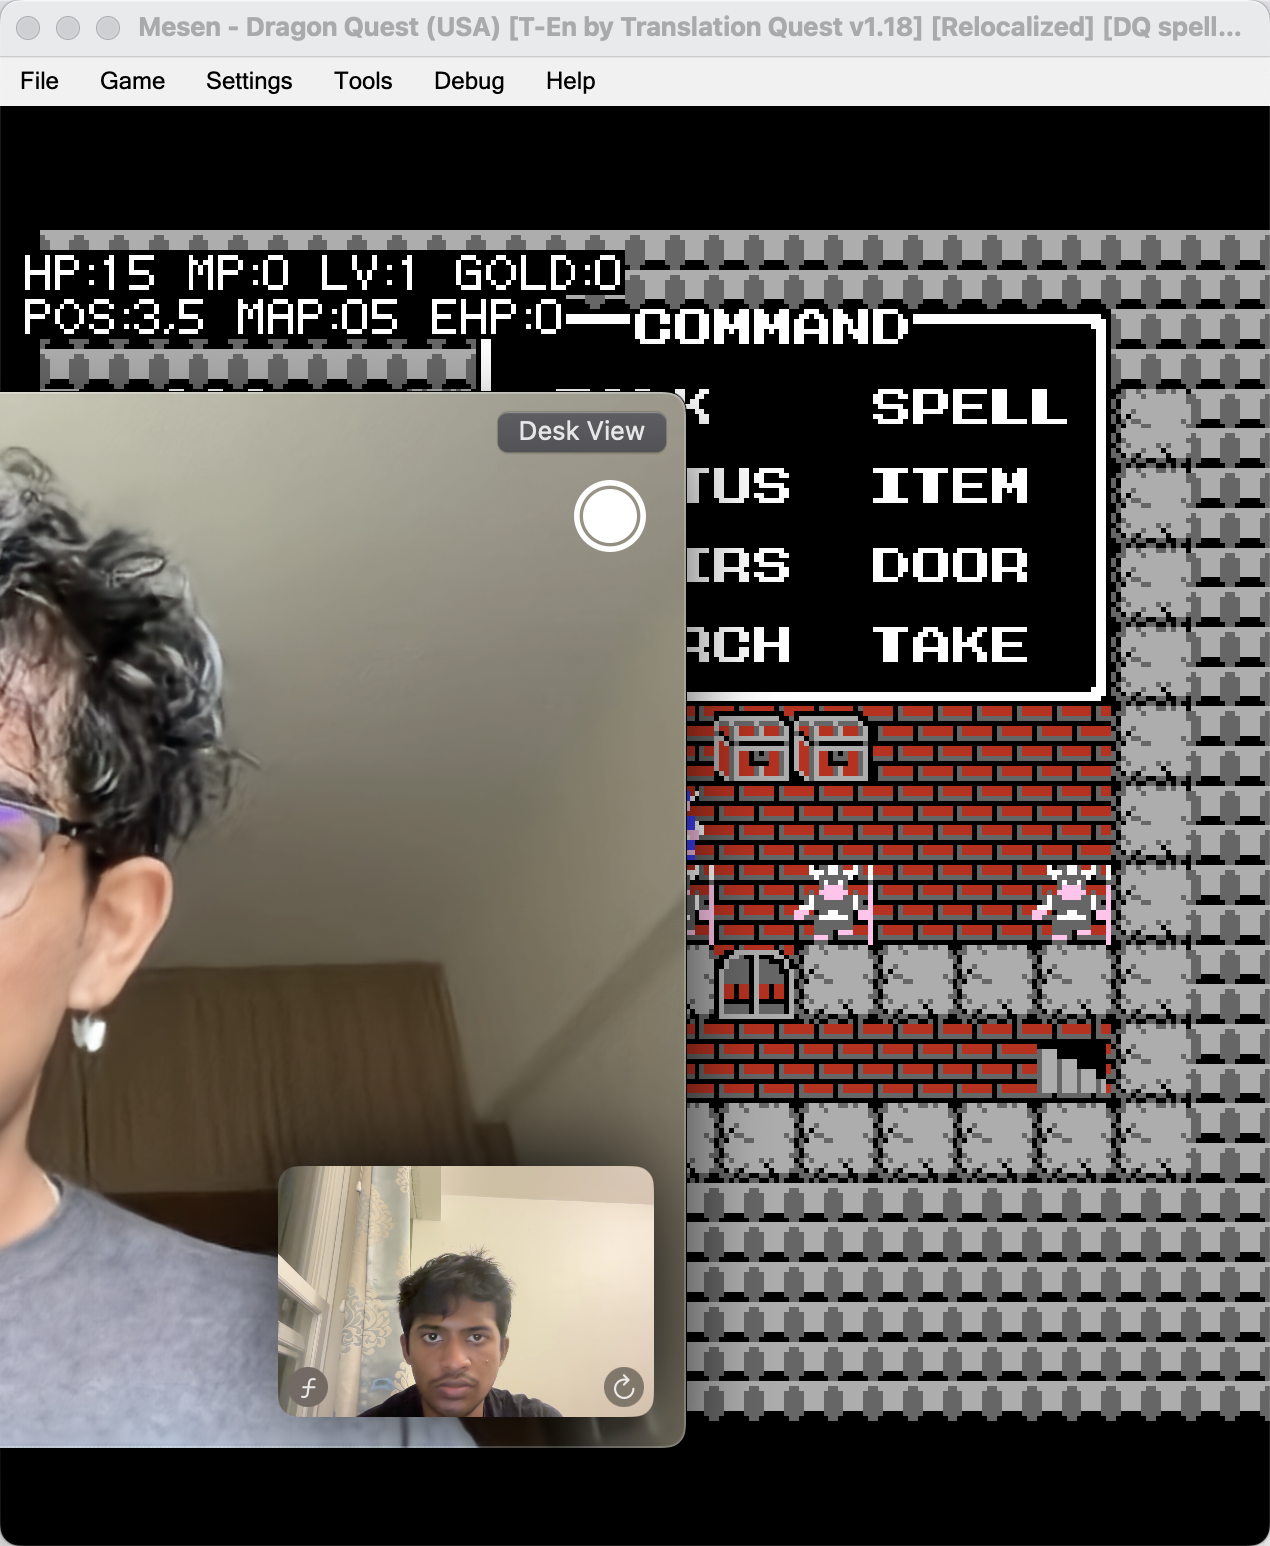 Mesen - Dragon Quest (USA) [T-En by Translation Quest v1.18] [Relocalized] [DQ spell...
File Game Settings Tools Debug Help
HP:15 MP:0 LV:1 GOLD:0
POS:3,5 MAP:05 EHP:0
COMMAND
SPELL
ITEM
DOOR
TAKE
Desk View